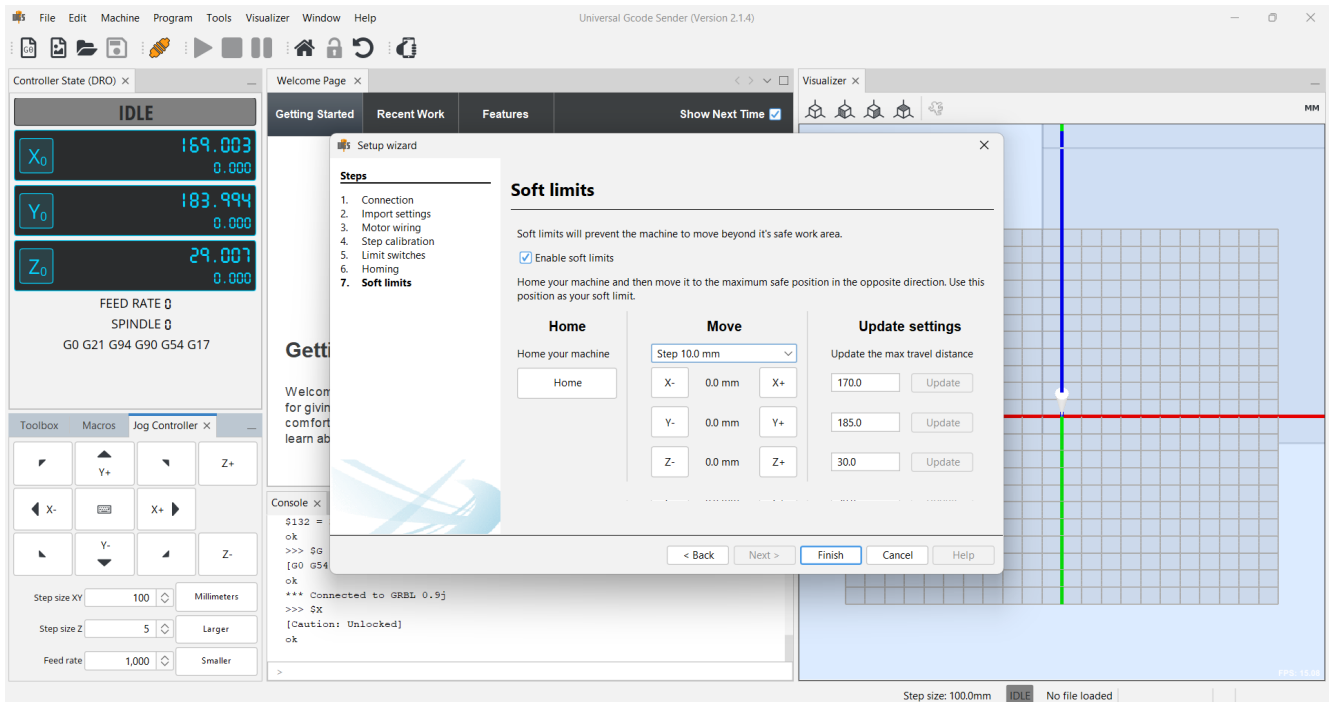 File Edit Machine Program Tools Visualizer Window Help
Universal Gcode Sender (Version 2.1.4)
G0
Controller State (DRO)
IDLE
X0 169.003
0.000
Y0 183.994
0.000
Z0 29.007
0.000
FEED RATE 0
SPINDLE 0
G0 G21 G94 G90 G54 G17
Toolbox Macros Jog Controller
Y+ Z+
X- X+
Y- Z-
Step size XY 100 Millimeters
Step size Z 5 Larger
Feed rate 1,000 Smaller
Welcome Page
Getting Started Recent Work Features Show Next Time
Getti
Welcom
for givin
comfort
learn ab
Setup wizard
Steps
1. Connection
2. Import settings
3. Motor wiring
4. Step calibration
5. Limit switches
6. Homing
7. Soft limits
Soft limits
Soft limits will prevent the machine to move beyond it's safe work area.
Enable soft limits
Home your machine and then move it to the maximum safe position in the opposite direction. Use this
position as your soft limit.
Home Move Update settings
Home your machine Step 10.0 mm Update the max travel distance
Home X- 0.0 mm X+ 170.0 Update
Y- 0.0 mm Y+ 185.0 Update
Z- 0.0 mm Z+ 30.0 Update
< Back Next > Finish Cancel Help
Console
$132 =
ok
>>> $G
[G0 G54
ok
*** Connected to GRBL 0.9j
>>> $X
[Caution: Unlocked]
ok
>
Visualizer
MM
FPS: 15.00
Step size: 100.0mm IDLE No file loaded